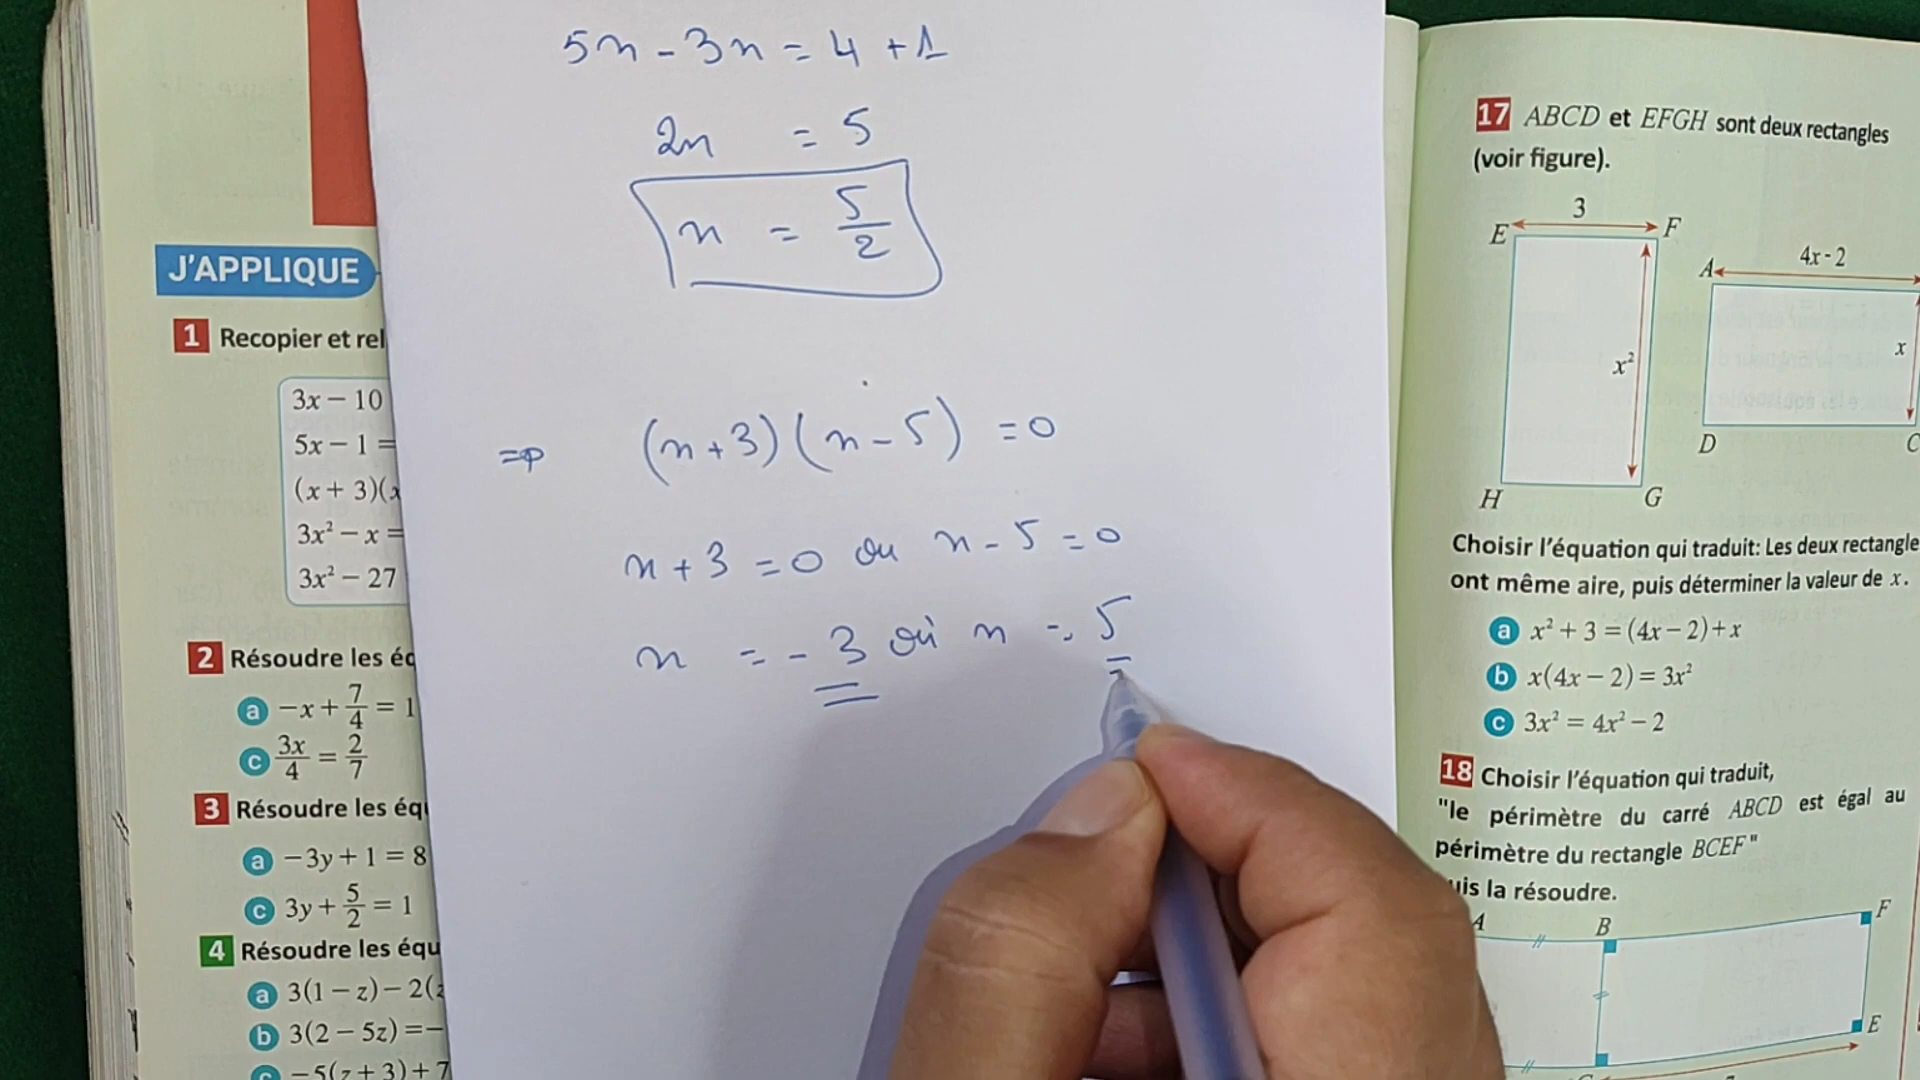 5x - 3x = 4 + 1
2x = 5
x = 5/2
⇒ (x + 3)(x - 5) = 0
x + 3 = 0 ou x - 5 = 0
x = - 3 où x = 5
J'APPLIQUE
1 Recopier et rel
3x − 10
5x − 1 =
(x + 3)(x
3x² − x =
3x² − 27
2 Résoudre les éq
a −x + 7/4 = 1
c 3x/4 = 2/7
3 Résoudre les équ
a −3y + 1 = 8
c 3y + 5/2 = 1
4 Résoudre les équ
a 3(1 − z) − 2(z
b 3(2 − 5z) = −
c −5(z + 3) + 7
17 ABCD et EFGH sont deux rectangles
(voir figure).
3
E F
x²
H G
4x - 2
A
x
D C
Choisir l'équation qui traduit: Les deux rectangle
ont même aire, puis déterminer la valeur de x.
a x² + 3 = (4x − 2) + x
b x(4x − 2) = 3x²
c 3x² = 4x² − 2
18 Choisir l'équation qui traduit,
"le périmètre du carré ABCD est égal au
périmètre du rectangle BCEF"
uis la résoudre.
A B F
E